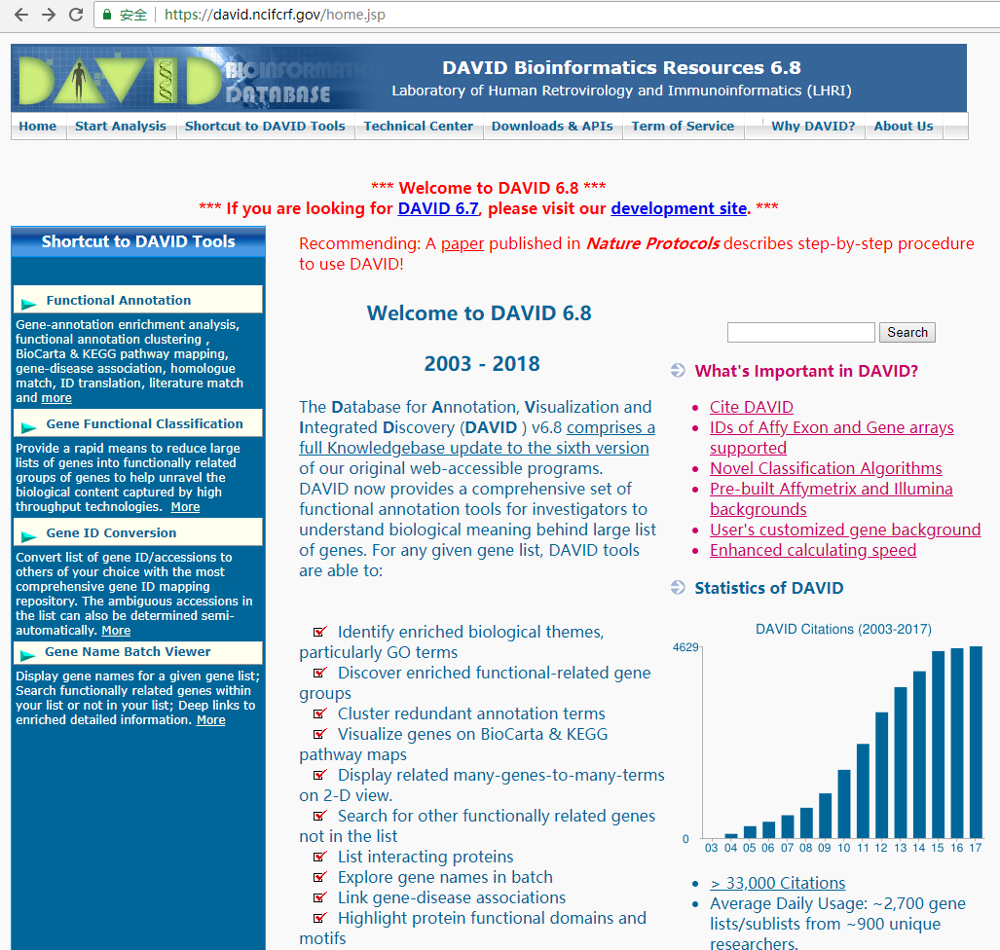 安全 https://david.ncifcrf.gov/home.jsp
DAVID BIOINFORMATICS
DATABASE
DAVID Bioinformatics Resources 6.8
Laboratory of Human Retrovirology and Immunoinformatics (LHRI)
Home Start Analysis Shortcut to DAVID Tools Technical Center Downloads & APIs Term of Service Why DAVID? About Us
*** Welcome to DAVID 6.8 ***
*** If you are looking for DAVID 6.7, please visit our development site. ***
Shortcut to DAVID Tools
Functional Annotation
Gene-annotation enrichment analysis,
functional annotation clustering ,
BioCarta & KEGG pathway mapping,
gene-disease association, homologue
match, ID translation, literature match
and more
Gene Functional Classification
Provide a rapid means to reduce large
lists of genes into functionally related
groups of genes to help unravel the
biological content captured by high
throughput technologies. More
Gene ID Conversion
Convert list of gene ID/accessions to
others of your choice with the most
comprehensive gene ID mapping
repository. The ambiguous accessions in
the list can also be determined semi-
automatically. More
Gene Name Batch Viewer
Display gene names for a given gene list;
Search functionally related genes within
your list or not in your list; Deep links to
enriched detailed information. More
Recommending: A paper published in Nature Protocols describes step-by-step procedure
to use DAVID!
Welcome to DAVID 6.8
2003 - 2018
The Database for Annotation, Visualization and
Integrated Discovery (DAVID ) v6.8 comprises a
full Knowledgebase update to the sixth version
of our original web-accessible programs.
DAVID now provides a comprehensive set of
functional annotation tools for investigators to
understand biological meaning behind large list
of genes. For any given gene list, DAVID tools
are able to:
Identify enriched biological themes,
particularly GO terms
Discover enriched functional-related gene
groups
Cluster redundant annotation terms
Visualize genes on BioCarta & KEGG
pathway maps
Display related many-genes-to-many-terms
on 2-D view.
Search for other functionally related genes
not in the list
List interacting proteins
Explore gene names in batch
Link gene-disease associations
Highlight protein functional domains and
motifs
Search
What's Important in DAVID?
Cite DAVID
IDs of Affy Exon and Gene arrays
supported
Novel Classification Algorithms
Pre-built Affymetrix and Illumina
backgrounds
User's customized gene background
Enhanced calculating speed
Statistics of DAVID
DAVID Citations (2003-2017)
4629
0
03 04 05 06 07 08 09 10 11 12 13 14 15 16 17
> 33,000 Citations
Average Daily Usage: ~2,700 gene
lists/sublists from ~900 unique
researchers.